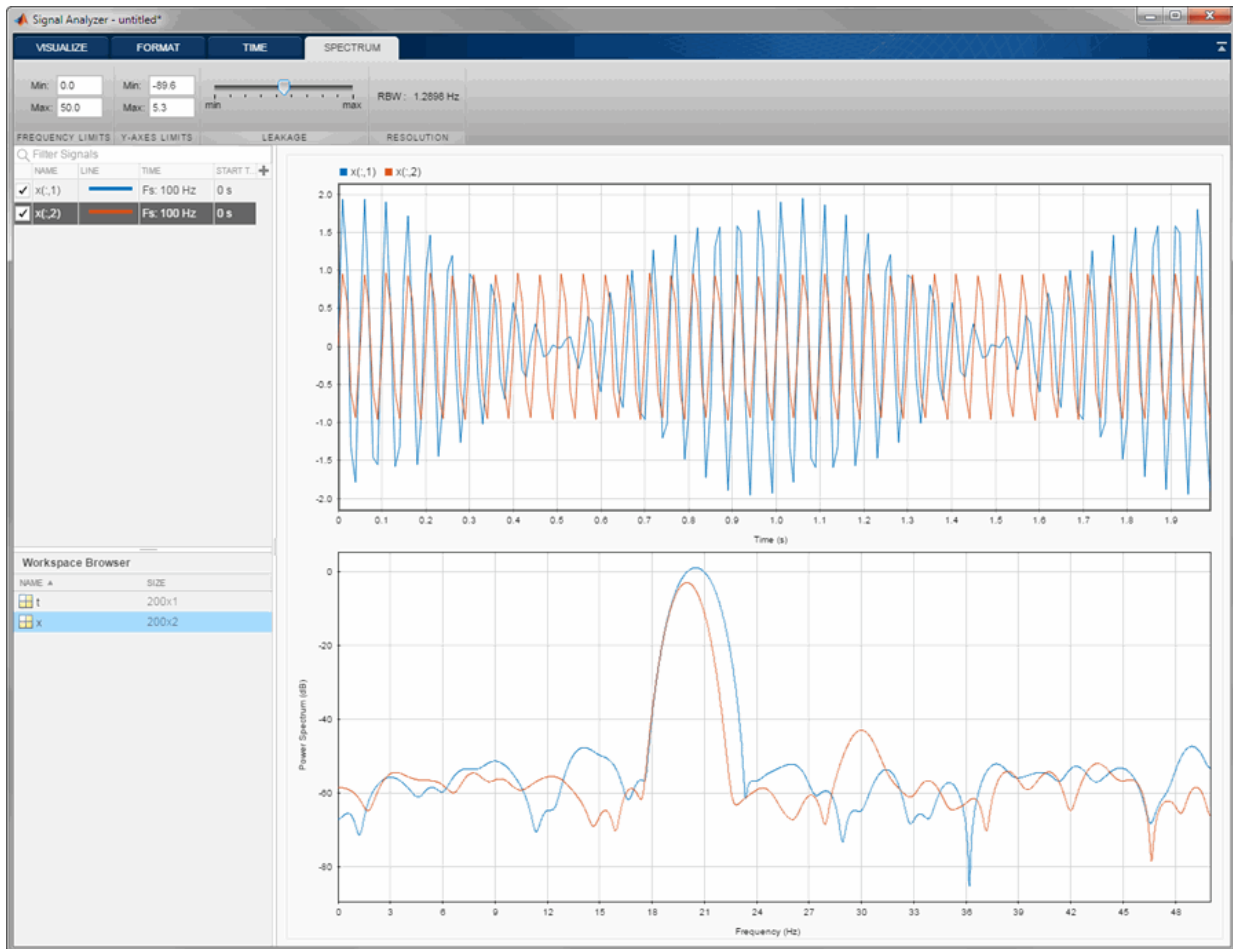 Signal Analyzer - untitled*
VISUALIZE FORMAT TIME SPECTRUM
Min: 0.0 Min: -89.6
Max: 50.0 Max: 5.3 min max RBW : 1.2898 Hz
FREQUENCY LIMITS Y-AXES LIMITS LEAKAGE RESOLUTION
Filter Signals
NAME LINE TIME START T...
x(:,1) Fs: 100 Hz 0 s
x(:,2) Fs: 100 Hz 0 s
Workspace Browser
NAME SIZE
t 200x1
x 200x2
x(:,1) x(:,2)
2.0
1.5
1.0
0.5
0
-0.5
-1.0
-1.5
-2.0
0 0.1 0.2 0.3 0.4 0.5 0.6 0.7 0.8 0.9 1.0 1.1 1.2 1.3 1.4 1.5 1.6 1.7 1.8 1.9
Time (s)
Power Spectrum (dB)
0
-20
-40
-60
-80
0 3 6 9 12 15 18 21 24 27 30 33 36 39 42 45 48
Frequency (Hz)